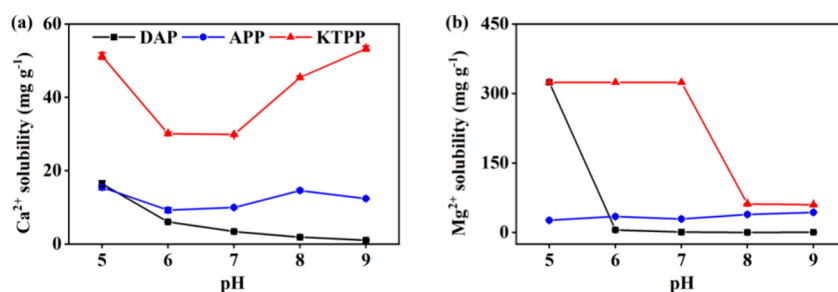 (a)
DAP APP KTPP
Ca²⁺ solubility (mg g⁻¹)
60
40
20
0
5 6 7 8 9
pH
(b)
Mg²⁺ solubility (mg g⁻¹)
450
300
150
0
5 6 7 8 9
pH